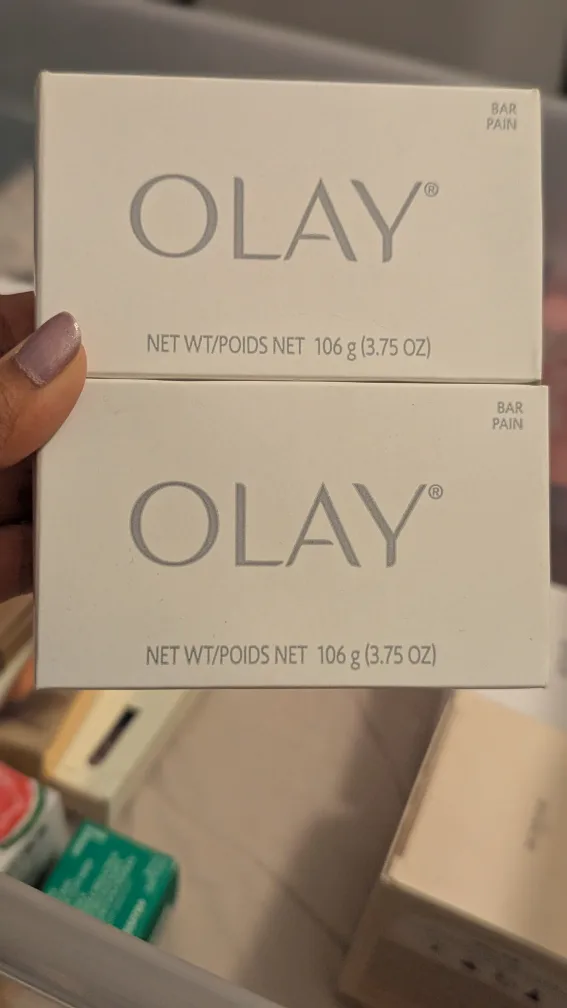 BAR
PAIN
OLAY®
NET WT/POIDS NET 106 g (3.75 OZ)
BAR
PAIN
OLAY®
NET WT/POIDS NET 106 g (3.75 OZ)